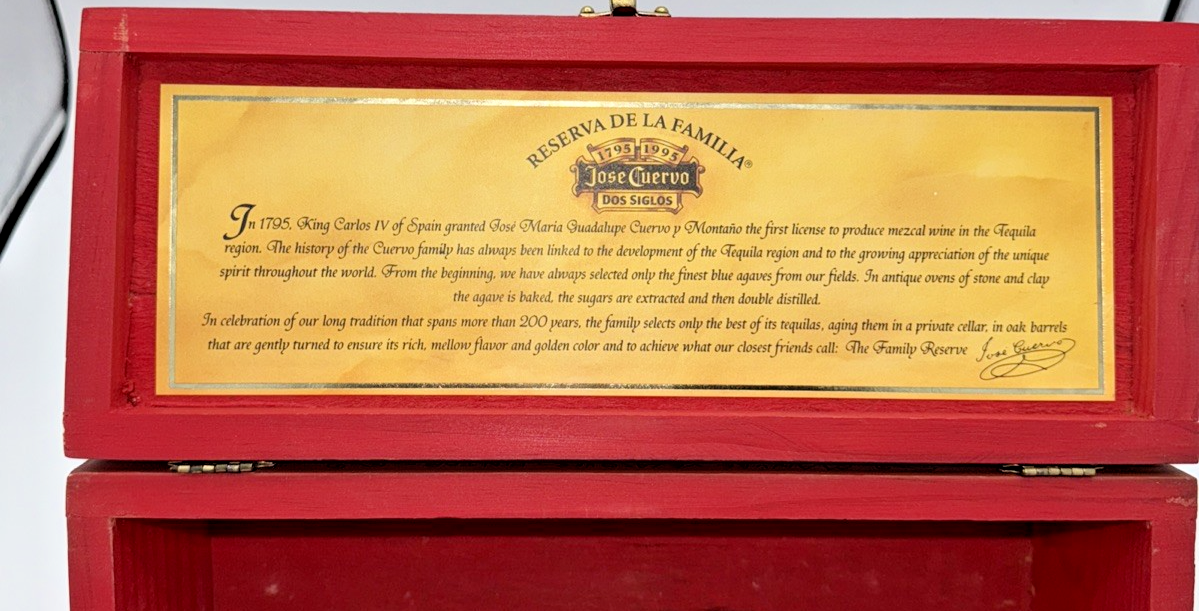 RESERVA DE LA FAMILIA®
1795 1995
Jose Cuervo
DOS SIGLOS
In 1795, King Carlos IV of Spain granted José María Guadalupe Cuervo y Montaño the first license to produce mezcal wine in the Tequila
region. The history of the Cuervo family has always been linked to the development of the Tequila region and to the growing appreciation of the unique
spirit throughout the world. From the beginning, we have always selected only the finest blue agaves from our fields. In antique ovens of stone and clay
the agave is baked, the sugars are extracted and then double distilled.
In celebration of our long tradition that spans more than 200 years, the family selects only the best of its tequilas, aging them in a private cellar, in oak barrels
that are gently turned to ensure its rich, mellow flavor and golden color and to achieve what our closest friends call: The Family Reserve José Cuervo